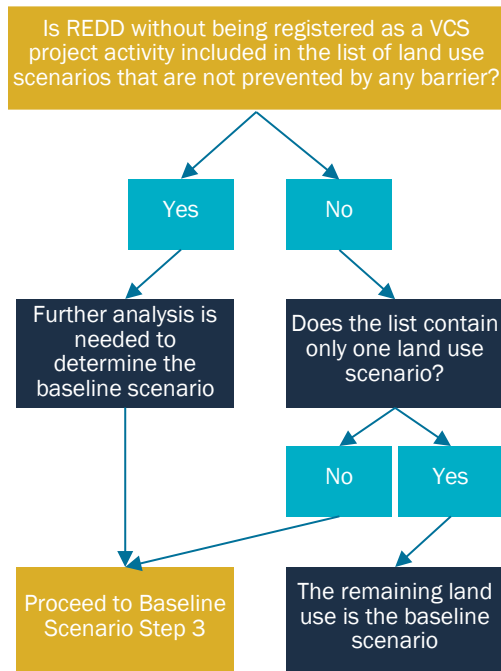 Is REDD without being registered as a VCS
project activity included in the list of land use
scenarios that are not prevented by any barrier?
Yes
No
Further analysis is
needed to
determine the
baseline scenario
Does the list contain
only one land use
scenario?
No
Yes
Proceed to Baseline
Scenario Step 3
The remaining land
use is the baseline
scenario